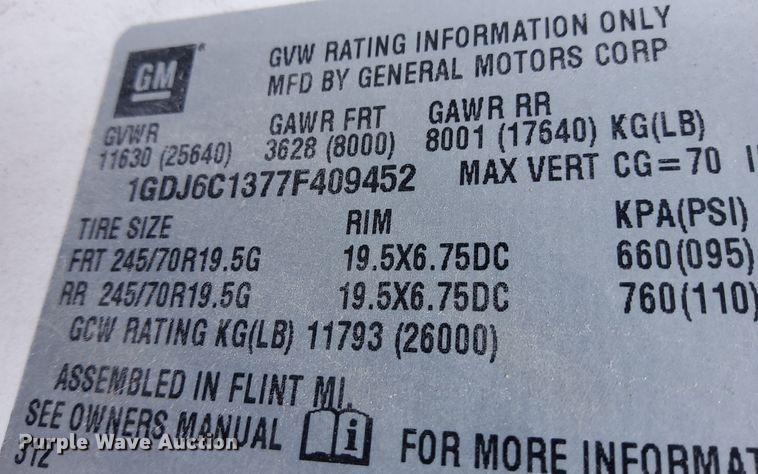 GM®
GVW RATING INFORMATION ONLY
MFD BY GENERAL MOTORS CORP
GVWR GAWR FRT GAWR RR
11630 (25640) 3628 (8000) 8001 (17640) KG(LB)
1GDJ6C1377F409452 MAX VERT CG=70 I
TIRE SIZE RIM KPA(PSI)
FRT 245/70R19.5G 19.5X6.75DC 660(095)
RR 245/70R19.5G 19.5X6.75DC 760(110)
GCW RATING KG(LB) 11793 (26000)
ASSEMBLED IN FLINT MI.
SEE OWNERS MANUAL i FOR MORE INFORMAT
312
Purple Wave Auction